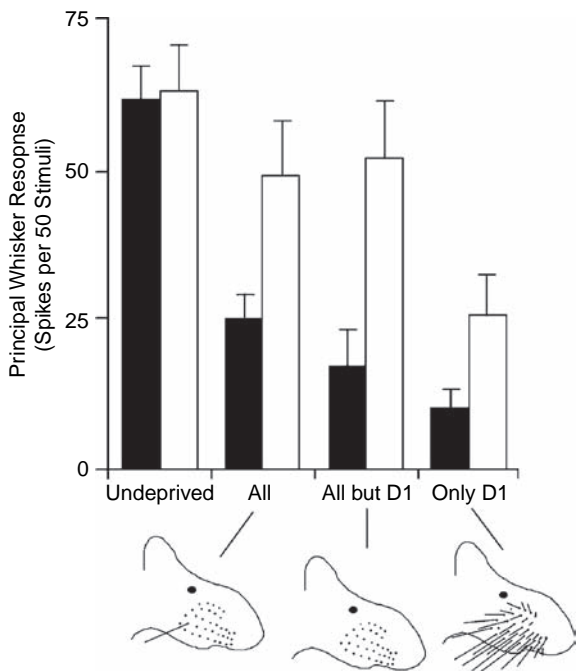 Principal Whisker Resopnse
(Spikes per 50 Stimuli)
75
50
25
0
Undeprived All All but D1 Only D1